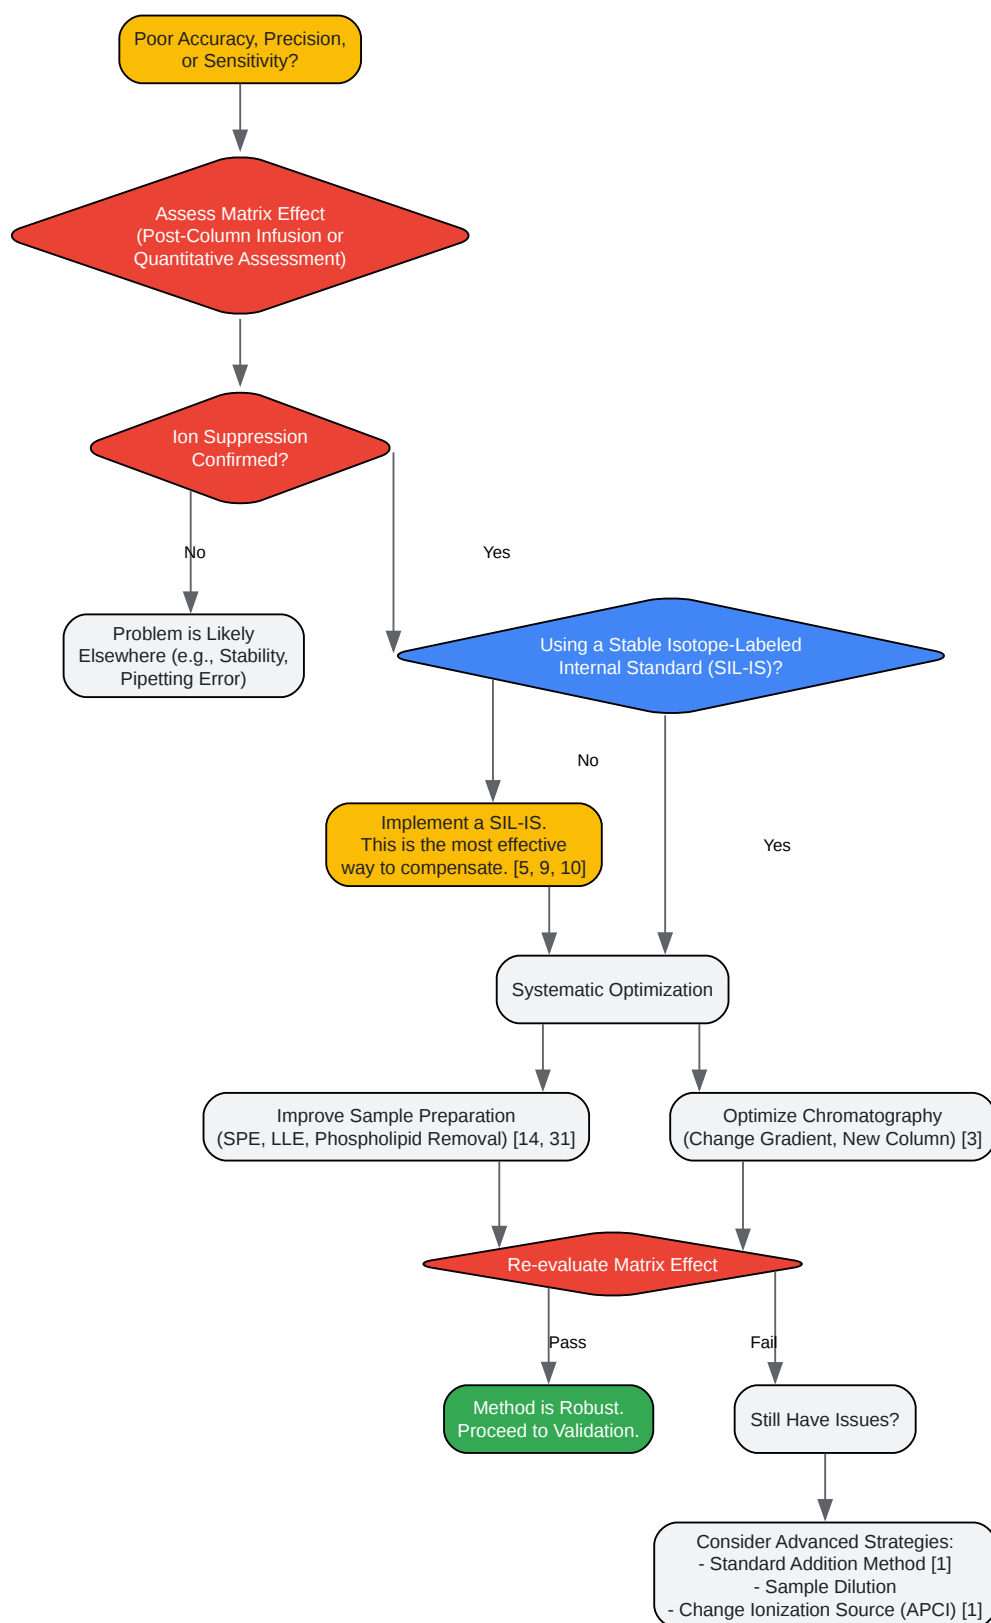 Poor Accuracy, Precision,
or Sensitivity?
Assess Matrix Effect
(Post-Column Infusion or
Quantitative Assessment)
Ion Suppression
Confirmed?
No
Yes
Problem is Likely
Elsewhere (e.g., Stability,
Pipetting Error)
Using a Stable Isotope-Labeled
Internal Standard (SIL-IS)?
No
Yes
Implement a SIL-IS.
This is the most effective
way to compensate. [5, 9, 10]
Systematic Optimization
Improve Sample Preparation
(SPE, LLE, Phospholipid Removal) [14, 31]
Optimize Chromatography
(Change Gradient, New Column) [3]
Re-evaluate Matrix Effect
Pass
Fail
Method is Robust.
Proceed to Validation.
Still Have Issues?
Consider Advanced Strategies:
- Standard Addition Method [1]
- Sample Dilution
- Change Ionization Source (APCI) [1]